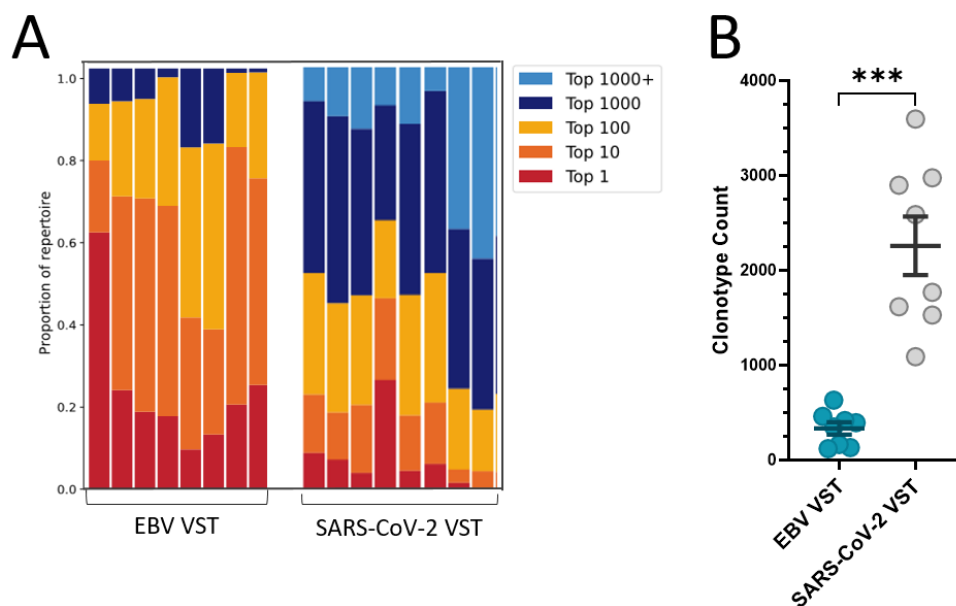 A
Proportion of repertoire
1.0
0.8
0.6
0.4
0.2
0.0
EBV VST
SARS-CoV-2 VST
Top 1000+
Top 1000
Top 100
Top 10
Top 1
B
Clonotype Count
4000
3000
2000
1000
0
***
EBV VST
SARS-CoV-2 VST